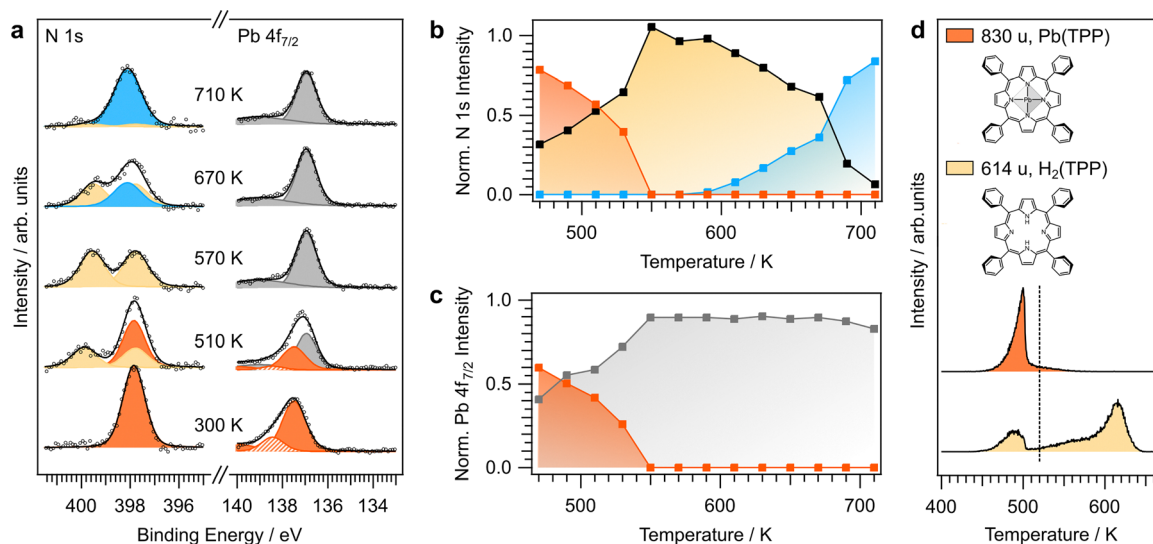 a
N 1s
Pb 4f7/2
710 K
670 K
570 K
510 K
300 K
Intensity / arb. units
400 398 396 140 138 136 134
Binding Energy / eV
b
Norm. N 1s Intensity
1.0
0.5
0.0
500 600 700
Temperature / K
c
Norm. Pb 4f7/2 Intensity
1.0
0.5
0.0
500 600 700
Temperature / K
d
830 u, Pb(TPP)
N
N Pb N
N
614 u, H2(TPP)
N
H
N N
H
N
Intensity / arb.units
400 500 600
Temperature / K